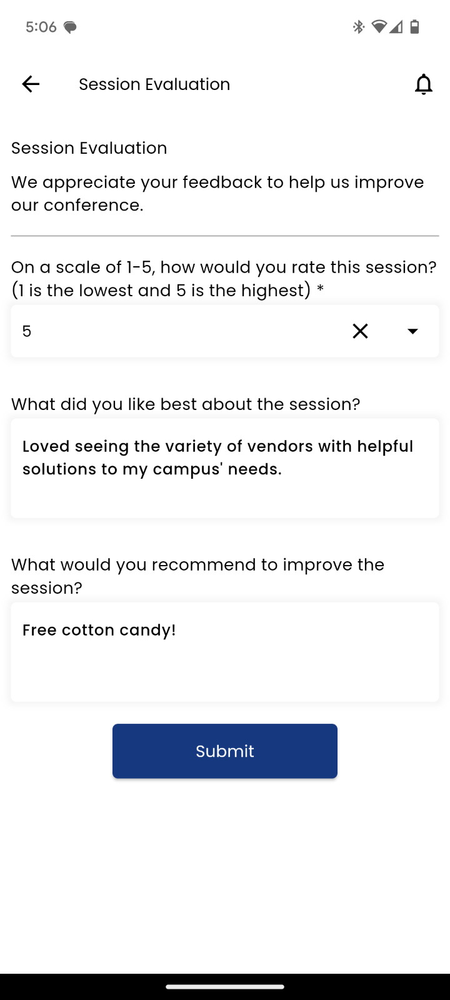 5:06
Session Evaluation
Session Evaluation
We appreciate your feedback to help us improve
our conference.
On a scale of 1-5, how would you rate this session?
(1 is the lowest and 5 is the highest) *
5
What did you like best about the session?
Loved seeing the variety of vendors with helpful
solutions to my campus' needs.
What would you recommend to improve the
session?
Free cotton candy!
Submit